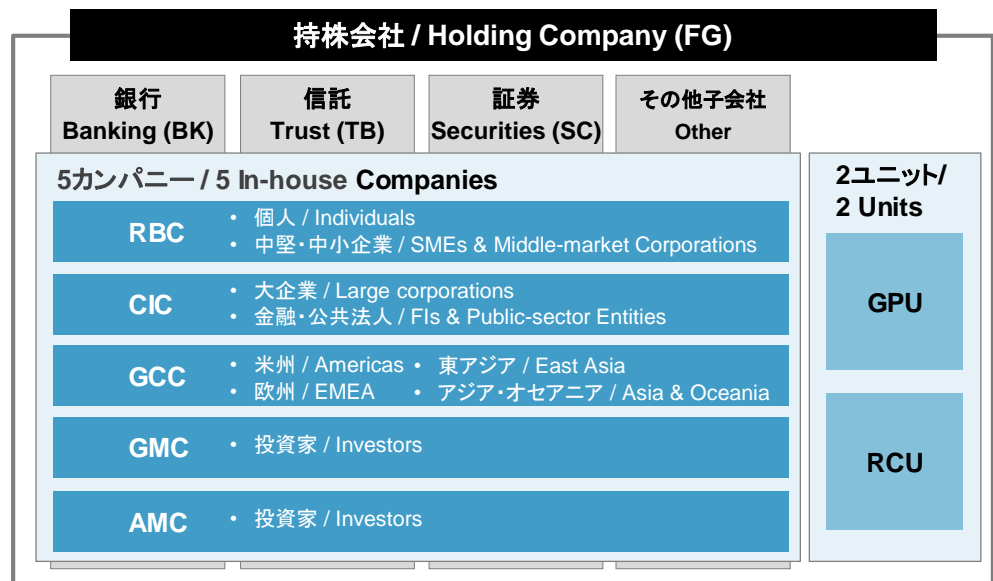 持株会社 / Holding Company (FG)
銀行
Banking (BK)
信託
Trust (TB)
証券
Securities (SC)
その他子会社
Other
5カンパニー / 5 In-house Companies
RBC
• 個人 / Individuals
• 中堅・中小企業 / SMEs & Middle-market Corporations
CIC
• 大企業 / Large corporations
• 金融・公共法人 / FIs & Public-sector Entities
GCC
• 米州 / Americas • 東アジア / East Asia
• 欧州 / EMEA • アジア・オセアニア / Asia & Oceania
GMC
• 投資家 / Investors
AMC
• 投資家 / Investors
2ユニット/
2 Units
GPU
RCU